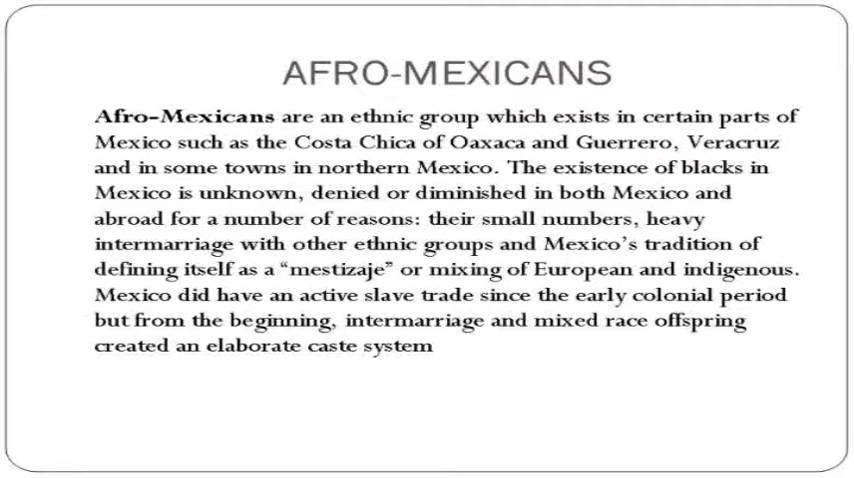 AFRO-MEXICANS
Afro-Mexicans are an ethnic group which exists in certain parts of
Mexico such as the Costa Chica of Oaxaca and Guerrero, Veracruz
and in some towns in northern Mexico. The existence of blacks in
Mexico is unknown, denied or diminished in both Mexico and
abroad for a number of reasons: their small numbers, heavy
intermarriage with other ethnic groups and Mexico’s tradition of
defining itself as a “mestizaje” or mixing of European and indigenous.
Mexico did have an active slave trade since the early colonial period
but from the beginning, intermarriage and mixed race offspring
created an elaborate caste system